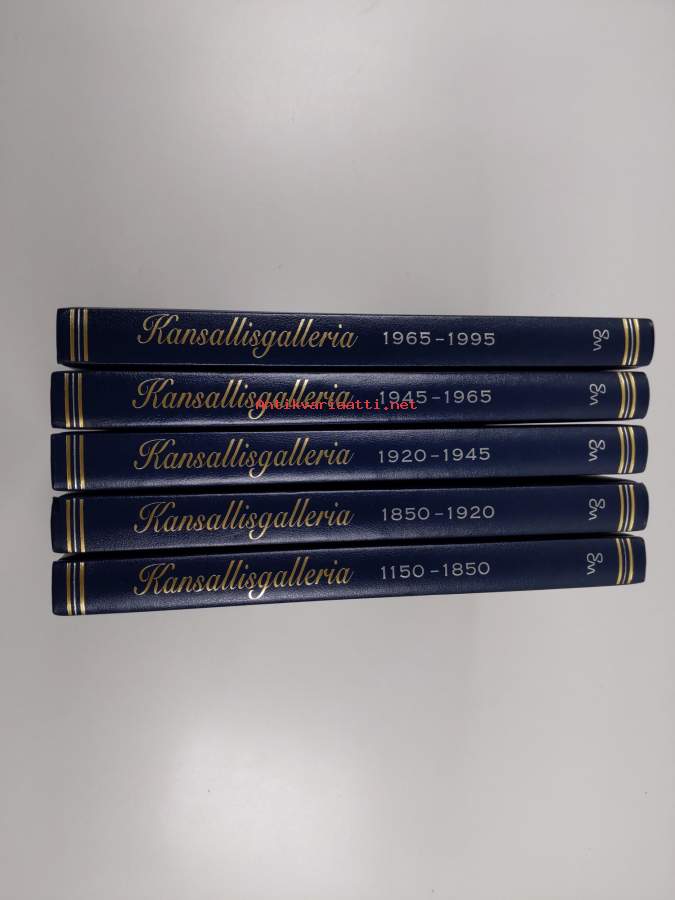 Kansallisgalleria 1965-1995
Kansallisgalleria 1945-1965
Antikvariaatti.net
Kansallisgalleria 1920-1945
Kansallisgalleria 1850-1920
Kansallisgalleria 1150-1850